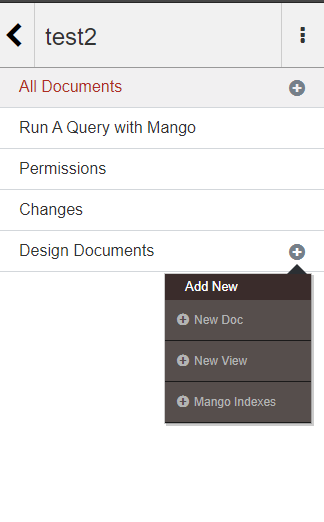 test2
All Documents
Run A Query with Mango
Permissions
Changes
Design Documents
Add New
New Doc
New View
Mango Indexes